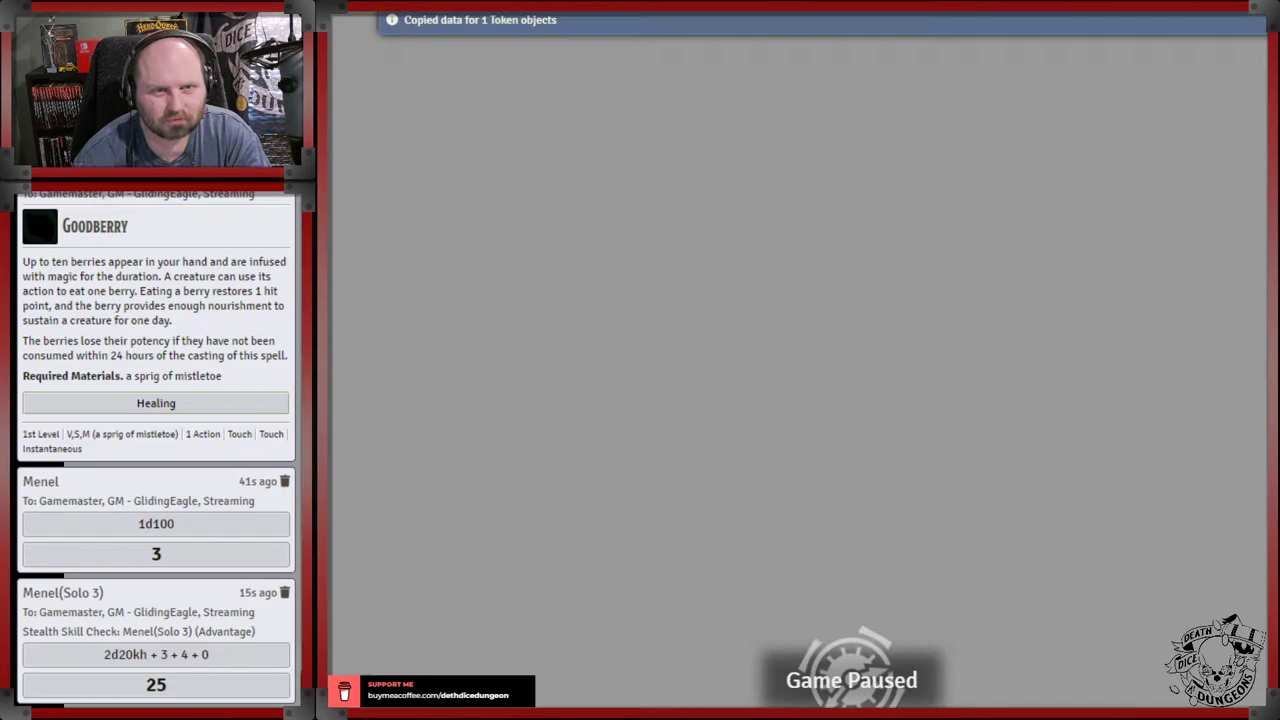 Copied data for 1 Token objects
HeroQuest
DICE
To: Gamemaster, GM - GlidingEagle, Streaming
GOODBERRY
Up to ten berries appear in your hand and are infused
with magic for the duration. A creature can use its
action to eat one berry. Eating a berry restores 1 hit
point, and the berry provides enough nourishment to
sustain a creature for one day.
The berries lose their potency if they have not been
consumed within 24 hours of the casting of this spell.
Required Materials. a sprig of mistletoe
Healing
1st Level | V,S,M (a sprig of mistletoe) | 1 Action | Touch | Touch |
Instantaneous
Menel 41s ago
To: Gamemaster, GM - GlidingEagle, Streaming
1d100
3
Menel(Solo 3) 15s ago
To: Gamemaster, GM - GlidingEagle, Streaming
Stealth Skill Check: Menel(Solo 3) (Advantage)
2d20kh + 3 + 4 + 0
25
SUPPORT ME
buymeacoffee.com/dethdicedungeon
Game Paused
DEATH
DICE
DUNGEONS